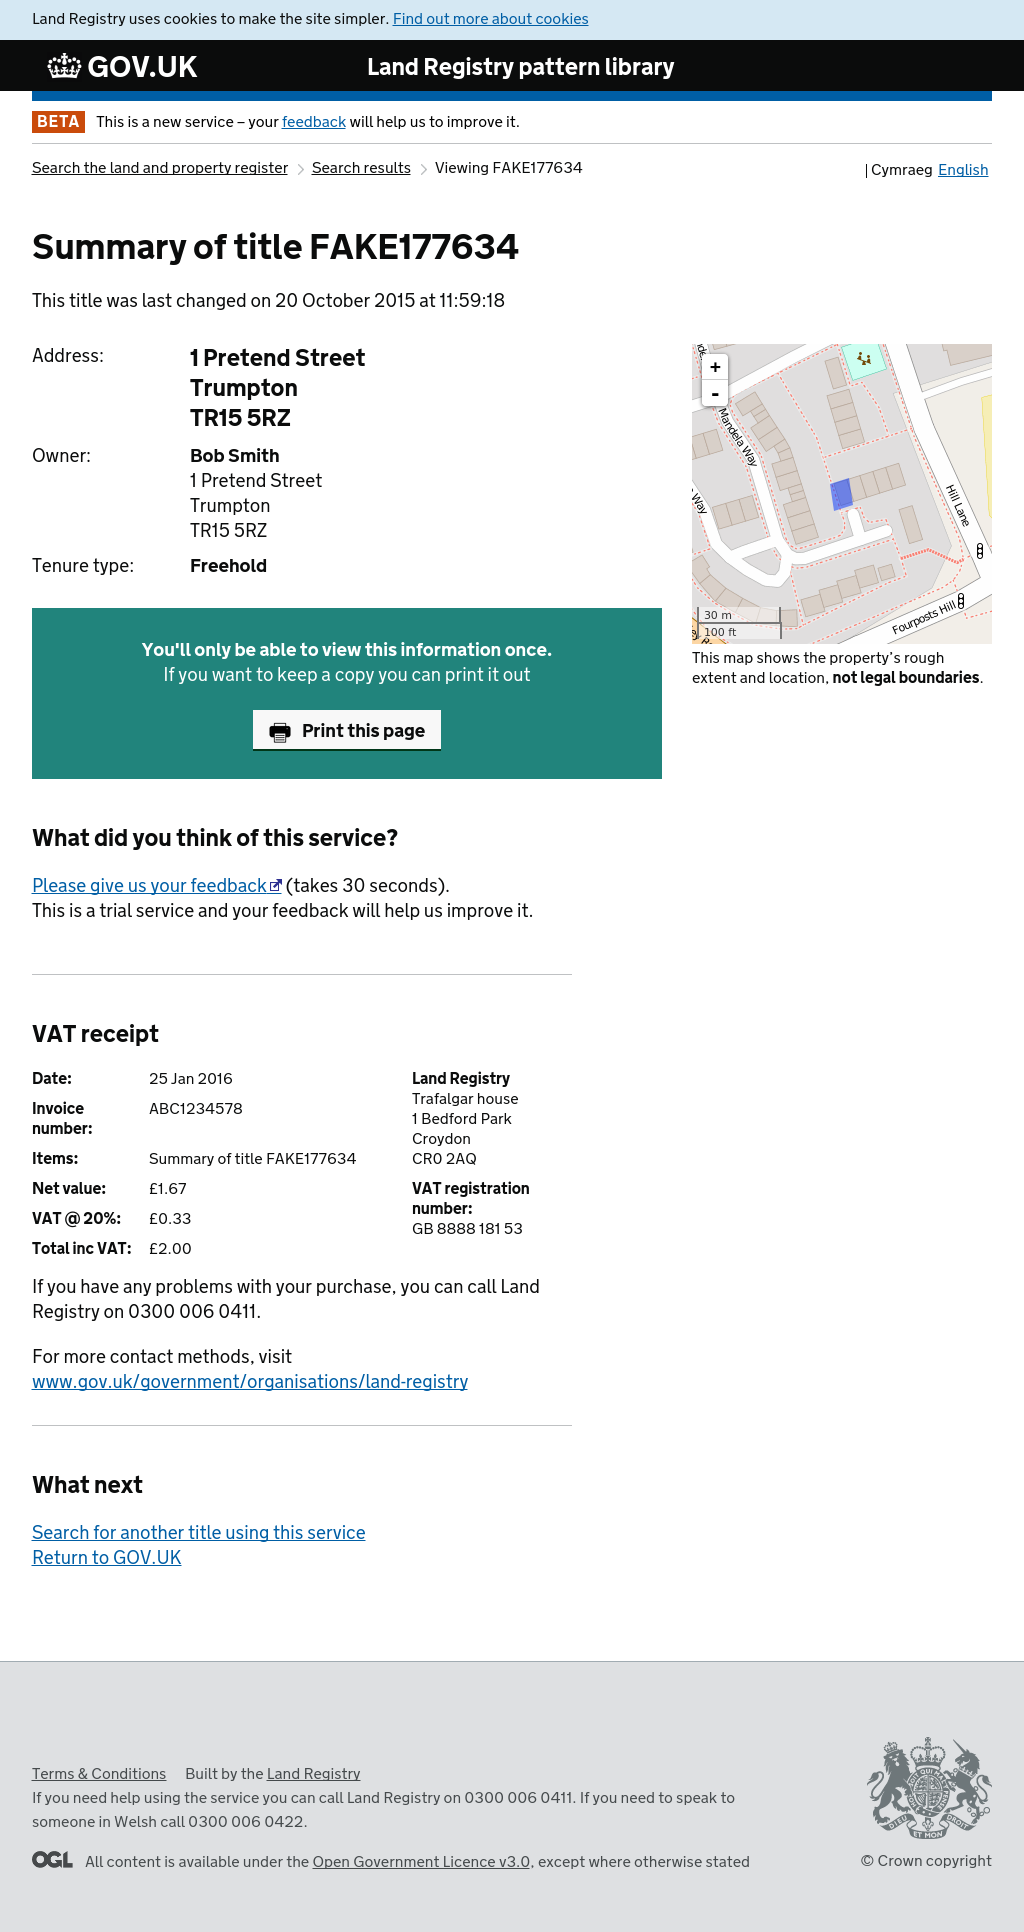 Land Registry uses cookies to make the site simpler. Find out more about cookies
GOV.UK
Land Registry pattern library
BETA This is a new service – your feedback will help us to improve it.
Search the land and property register Search results Viewing FAKE177634
| Cymraeg English
Summary of title FAKE177634
This title was last changed on 20 October 2015 at 11:59:18
Address:
1 Pretend Street
Trumpton
TR15 5RZ
Owner:
Bob Smith
1 Pretend Street
Trumpton
TR15 5RZ
Tenure type:
Freehold
+
-
Mandela Way
Way
Hill Lane
Fourposts Hill
30 m
100 ft
This map shows the property's rough
extent and location, not legal boundaries.
You'll only be able to view this information once.
If you want to keep a copy you can print it out
Print this page
What did you think of this service?
Please give us your feedback (takes 30 seconds).
This is a trial service and your feedback will help us improve it.
VAT receipt
Date: 25 Jan 2016
Invoice
number:
ABC1234578
Items: Summary of title FAKE177634
Net value: £1.67
VAT @ 20%: £0.33
Total inc VAT: £2.00
Land Registry
Trafalgar house
1 Bedford Park
Croydon
CR0 2AQ
VAT registration
number:
GB 8888 181 53
If you have any problems with your purchase, you can call Land
Registry on 0300 006 0411.
For more contact methods, visit
www.gov.uk/government/organisations/land-registry
What next
Search for another title using this service
Return to GOV.UK
Terms & Conditions Built by the Land Registry
If you need help using the service you can call Land Registry on 0300 006 0411. If you need to speak to
someone in Welsh call 0300 006 0422.
OGL All content is available under the Open Government Licence v3.0, except where otherwise stated
DIEU ET MON DROIT
© Crown copyright